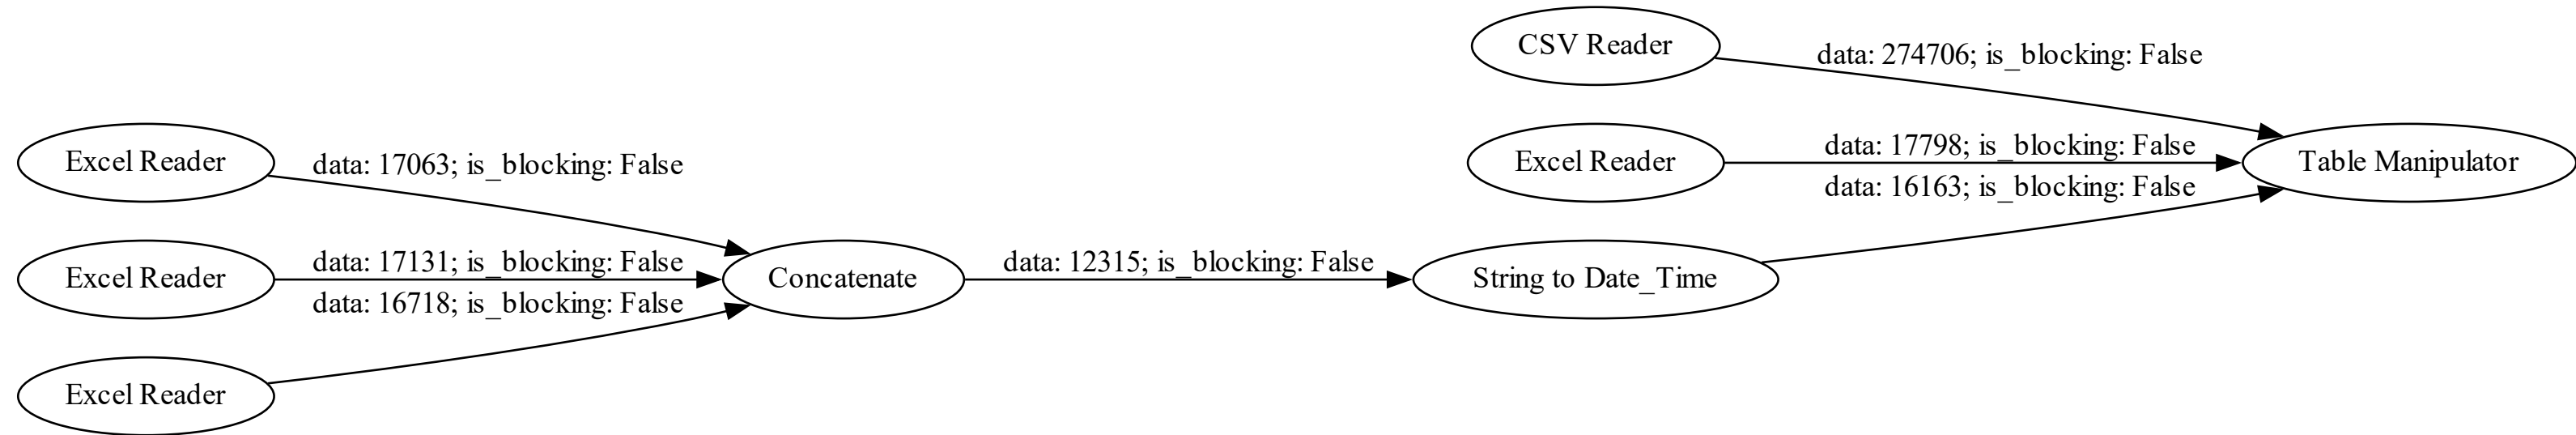 CSV Reader
data: 274706; is_blocking: False
Excel Reader
data: 17063; is_blocking: False
Excel Reader
data: 17798; is_blocking: False
Table Manipulator
data: 16163; is_blocking: False
Excel Reader
data: 17131; is_blocking: False
Concatenate
data: 12315; is_blocking: False
String to Date_Time
data: 16718; is_blocking: False
Excel Reader